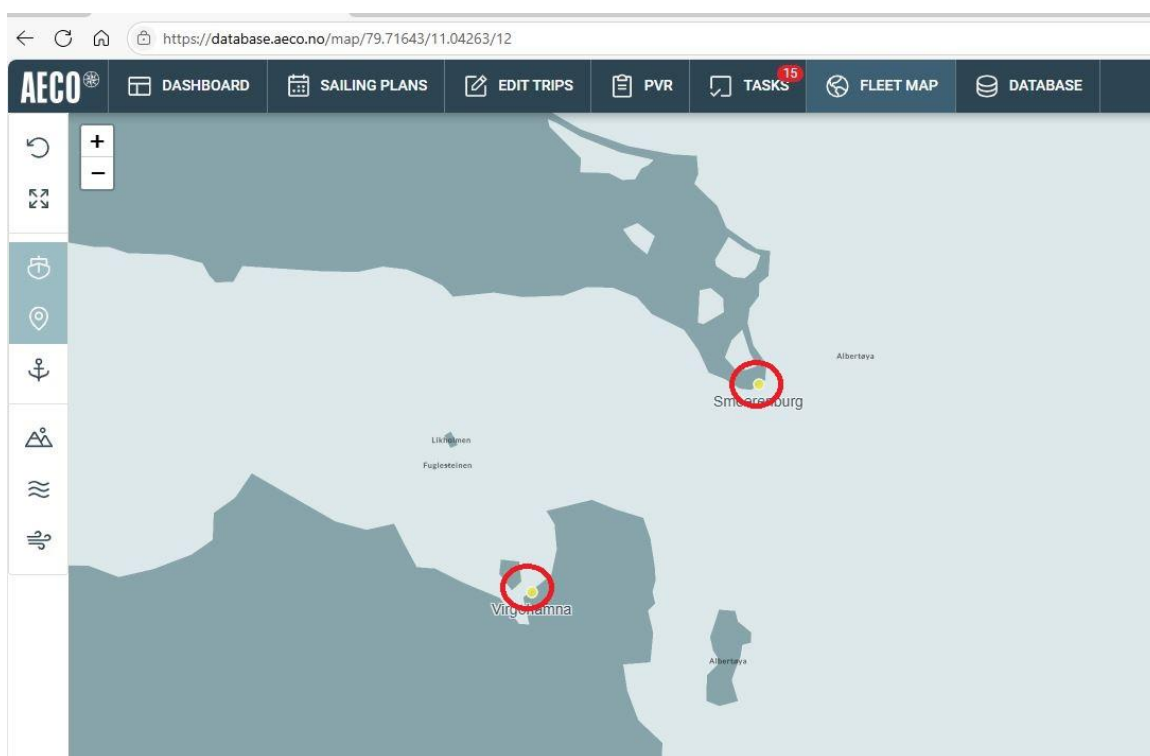 https://database.aeco.no/map/79.71643/11.04263/12
AECO
DASHBOARD
SAILING PLANS
EDIT TRIPS
PVR
TASKS
15
FLEET MAP
DATABASE
+
−
Albertøya
Smeerenburg
Likholmen
Fuglesteinen
Virgohamna
Albertøya